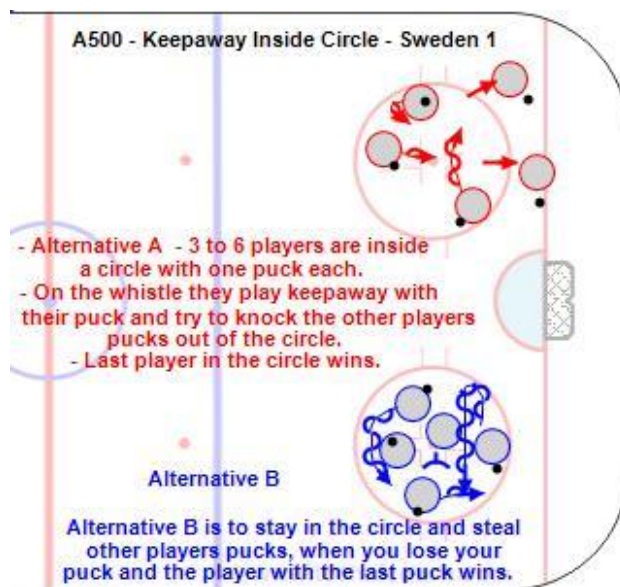 A500 - Keepaway Inside Circle - Sweden 1
- Alternative A - 3 to 6 players are inside
a circle with one puck each.
- On the whistle they play keepaway with
their puck and try to knock the other players
pucks out of the circle.
- Last player in the circle wins.
Alternative B
Alternative B is to stay in the circle and steal
other players pucks, when you lose your
puck and the player with the last puck wins.